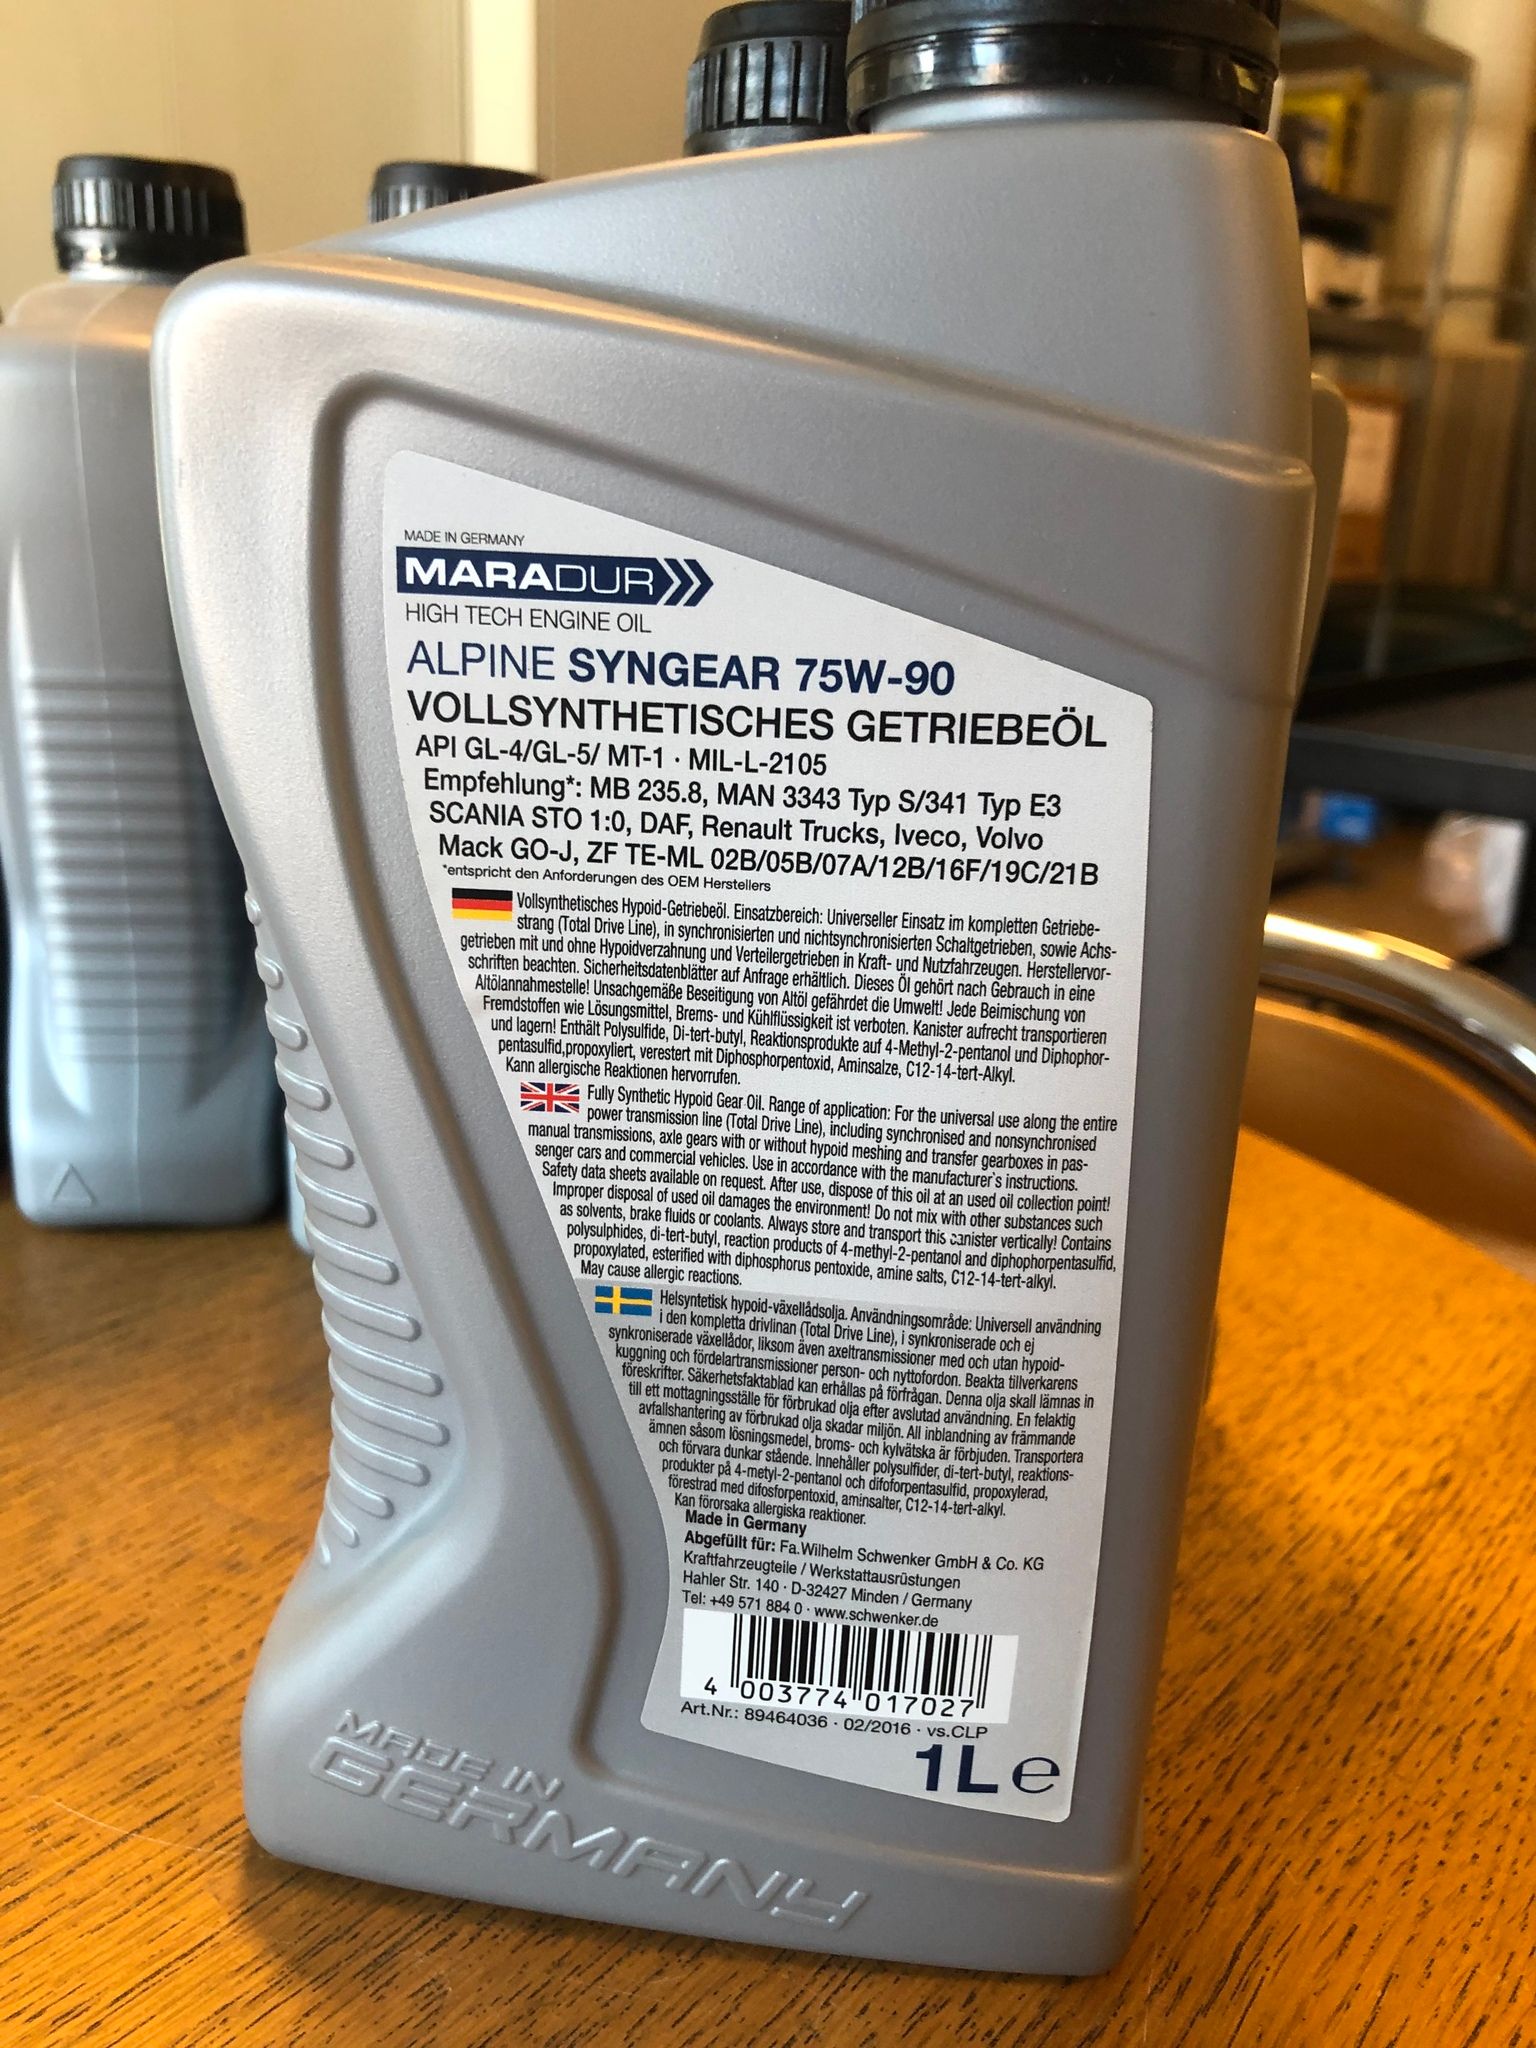 MADE IN GERMANY
MARADUR
HIGH TECH ENGINE OIL
ALPINE SYNGEAR 75W-90
VOLLSYNTHETISCHES GETRIEBEÖL
API GL-4/GL-5/ MT-1 · MIL-L-2105
Empfehlung*: MB 235.8, MAN 3343 Typ S/341 Typ E3
SCANIA STO 1:0, DAF, Renault Trucks, Iveco, Volvo
Mack GO-J, ZF TE-ML 02B/05B/07A/12B/16F/19C/21B
*entspricht den Anforderungen des OEM Herstellers
Vollsynthetisches Hypoid-Getriebeöl. Einsatzbereich: Universeller Einsatz im kompletten Getriebe-
strang (Total Drive Line), in synchronisierten und nichtsynchronisierten Schaltgetrieben, sowie Achs-
getrieben mit und ohne Hypoidverzahnung und Verteilergetrieben in Kraft- und Nutzfahrzeugen. Herstellervor-
schriften beachten. Sicherheitsdatenblätter auf Anfrage erhältlich. Dieses Öl gehört nach Gebrauch in eine
Altölannahmestelle! Unsachgemäße Beseitigung von Altöl gefährdet die Umwelt! Jede Beimischung von
Fremdstoffen wie Lösungsmittel, Brems- und Kühlflüssigkeit ist verboten. Kanister aufrecht transportieren
und lagern! Enthält Polysulfide, Di-tert-butyl, Reaktionsprodukte auf 4-Methyl-2-pentanol und Diphophor-
pentasulfid,propoxyliert, verestert mit Diphosphorpentoxid, Aminsalze, C12-14-tert-Alkyl.
Kann allergische Reaktionen hervorrufen.
Fully Synthetic Hypoid Gear Oil. Range of application: For the universal use along the entire
power transmission line (Total Drive Line), including synchronised and nonsynchronised
manual transmissions, axle gears with or without hypoid meshing and transfer gearboxes in pas-
senger cars and commercial vehicles. Use in accordance with the manufacturer`s instructions.
Safety data sheets available on request. After use, dispose of this oil at an used oil collection point!
Improper disposal of used oil damages the environment! Do not mix with other substances such
as solvents, brake fluids or coolants. Always store and transport this canister vertically! Contains
polysulphides, di-tert-butyl, reaction products of 4-methyl-2-pentanol and diphophorpentasulfid,
propoxylated, esterified with diphosphorus pentoxide, amine salts, C12-14-tert-alkyl.
May cause allergic reactions.
Helsyntetisk hypoid-växellådsolja. Användningsområde: Universell användning
i den kompletta drivlinan (Total Drive Line), i synkroniserade och ej
synkroniserade växellådor, liksom även axeltransmissioner med och utan hypoid-
kuggning och fördelartransmissioner person- och nyttofordon. Beakta tillverkarens
föreskrifter. Säkerhetsfaktablad kan erhållas på förfrågan. Denna olja skall lämnas in
till ett mottagningsställe för förbrukad olja efter avslutad användning. En felaktig
avfallshantering av förbrukad olja skadar miljön. All inblandning av främmande
ämnen såsom lösningsmedel, broms- och kylvätska är förbjuden. Transportera
och förvara dunkar stående. Innehåller polysulfider, di-tert-butyl, reaktions-
produkter på 4-metyl-2-pentanol och difoforpentasulfid, propoxylerad,
förestrad med difosforpentoxid, aminsalter, C12-14-tert-alkyl.
Kan förorsaka allergiska reaktioner.
Made in Germany
Abgefüllt für: Fa.Wilhelm Schwenker GmbH & Co. KG
Kraftfahrzeugteile / Werkstattausrüstungen
Hahler Str. 140 · D-32427 Minden / Germany
Tel: +49 571 884 0 · www.schwenker.de
4 003774 017027
Art.Nr.: 89464036 · 02/2016 · vs.CLP
1L e
MADE IN
GERMANY